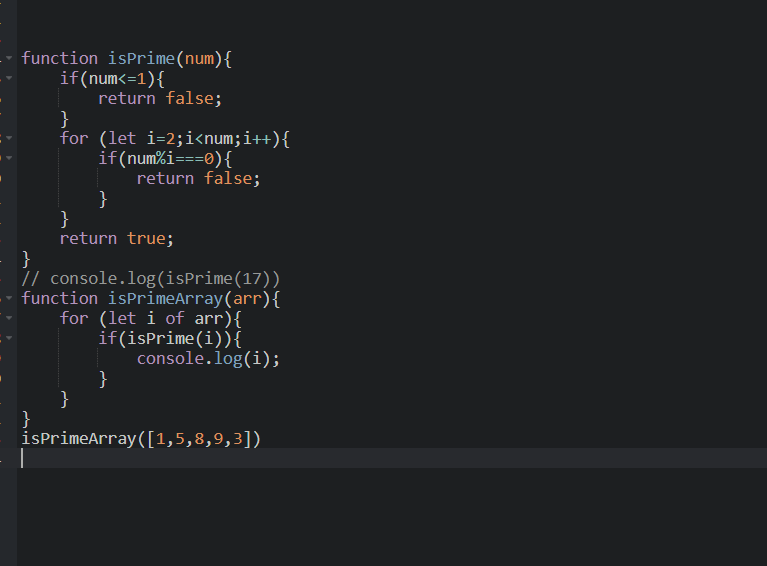 function isPrime(num){
    if(num<=1){
        return false;
    }
    for (let i=2;i<num;i++){
        if(num%i===0){
            return false;
        }
    }
    return true;
}
// console.log(isPrime(17))
function isPrimeArray(arr){
    for (let i of arr){
        if(isPrime(i)){
            console.log(i);
        }
    }
}
isPrimeArray([1,5,8,9,3])